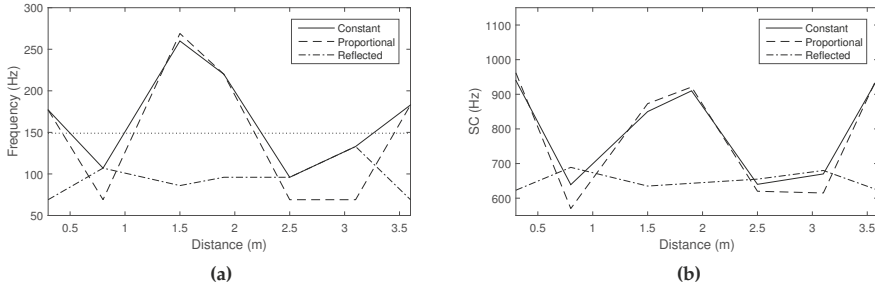 300
250
200
150
100
50
Frequency (Hz)
0.5 1 1.5 2 2.5 3 3.5
Distance (m)
Constant
Proportional
Reflected
(a)
1100
1000
900
800
700
600
SC (Hz)
0.5 1 1.5 2 2.5 3 3.5
Distance (m)
Constant
Proportional
Reflected
(b)